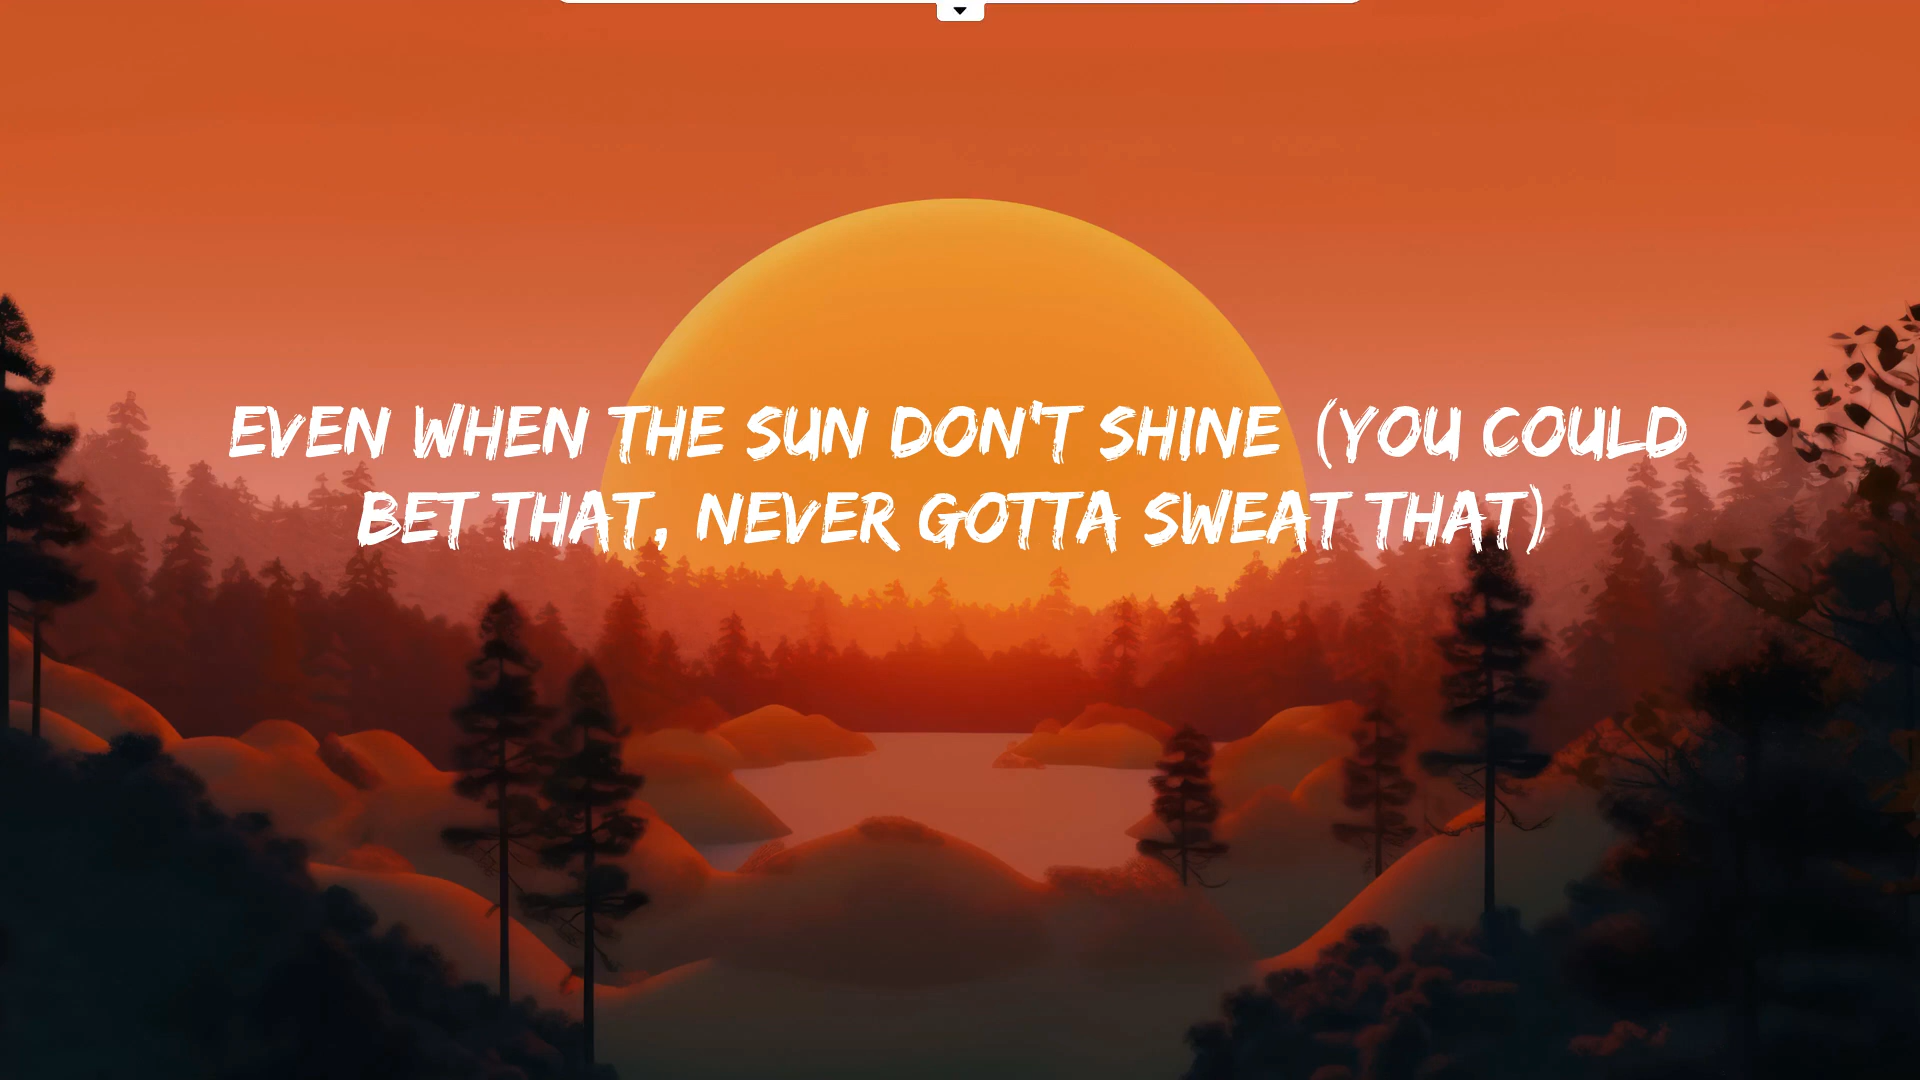 EVEN WHEN THE SUN DON'T SHINE (YOU COULD
BET THAT, NEVER GOTTA SWEAT THAT)